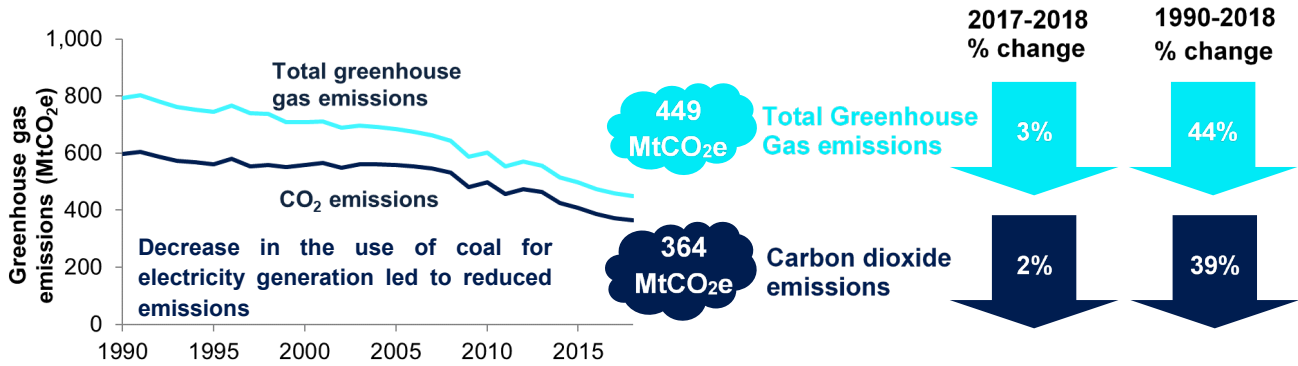 2017-2018
% change
1990-2018
% change
Greenhouse gas
emissions (MtCO₂e)
1,000
800
600
400
200
0
1990
1995
2000
2005
2010
2015
Total greenhouse
gas emissions
CO₂ emissions
Decrease in the use of coal for
electricity generation led to reduced
emissions
449
MtCO₂e
Total Greenhouse
Gas emissions
3%
44%
364
MtCO₂e
Carbon dioxide
emissions
2%
39%